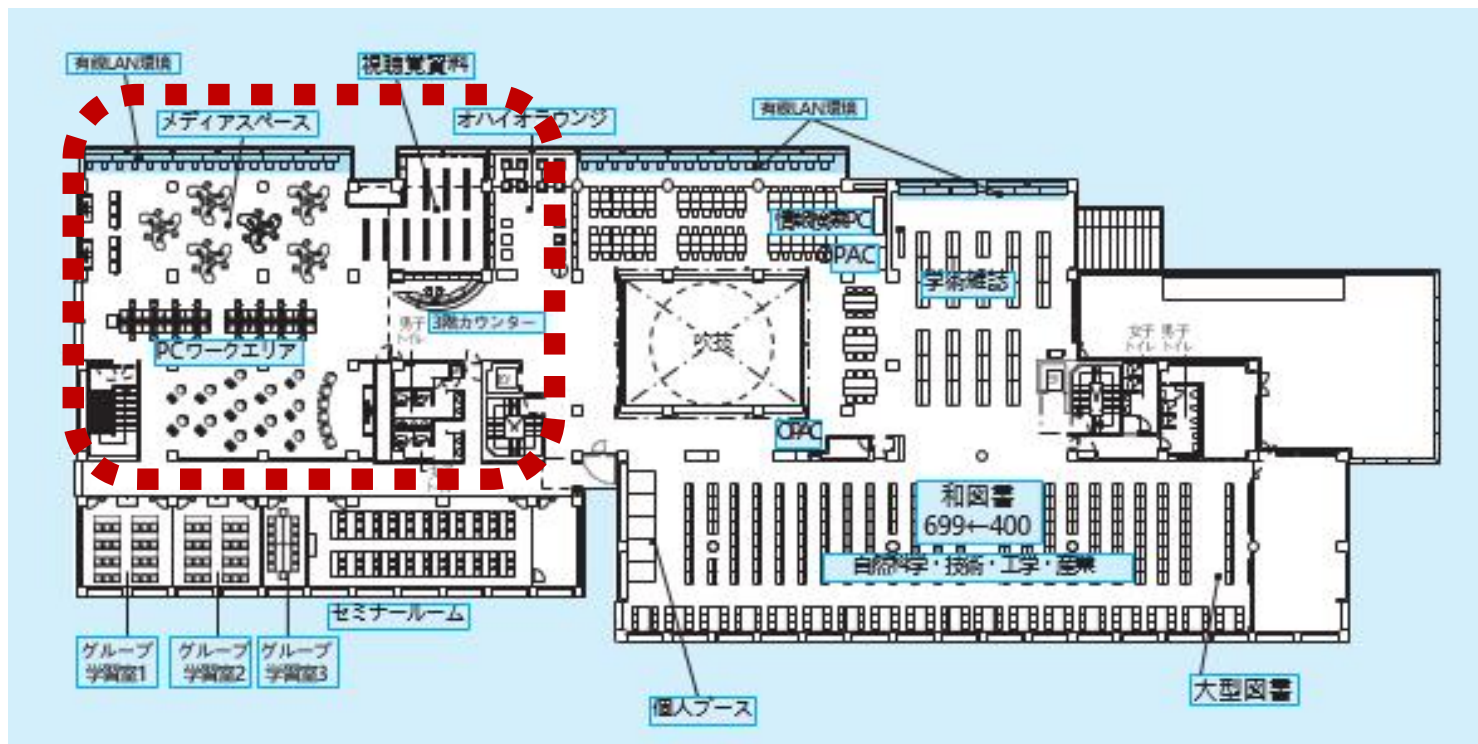 有線LAN環境
視聴覚資料
メディアスペース
オハイオラウンジ
有線LAN環境
情報検索PC
OPAC
学術雑誌
3階カウンター
男子
トイレ
PCワークエリア
吹抜
女子
トイレ
男子
トイレ
EV
OPAC
和図書
699←400
自然科学・技術・工学・産業
セミナールーム
グループ
学習室1
グループ
学習室2
グループ
学習室3
個人ブース
大型図書